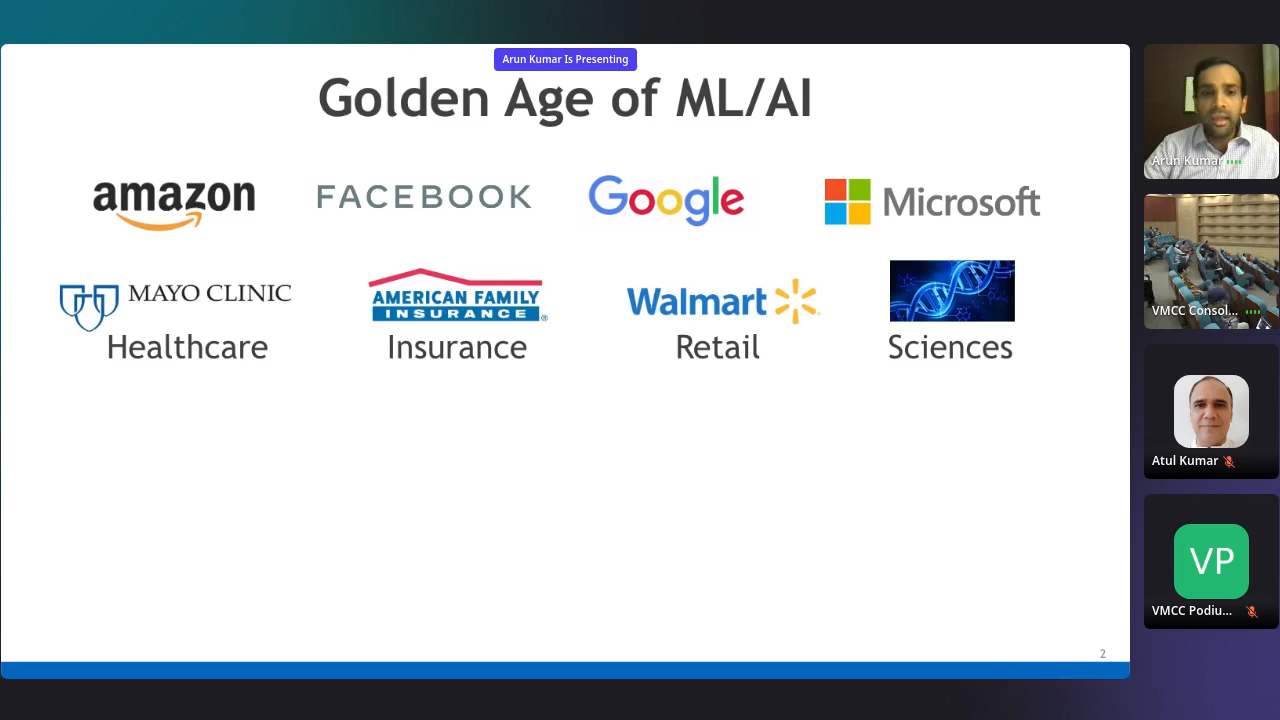 Arun Kumar Is Presenting
Golden Age of ML/AI
amazon FACEBOOK Google Microsoft
MAYO CLINIC AMERICAN FAMILY INSURANCE ® Walmart
Healthcare Insurance Retail Sciences
2
Arun Kumar
VMCC Consol...
Atul Kumar
VP
VMCC Podiu...